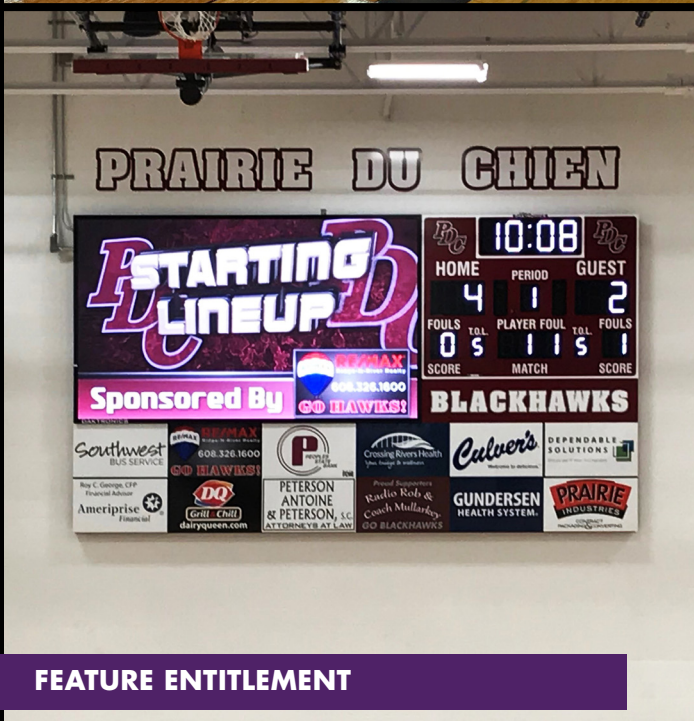 PRAIRIE DU CHIEN
PDC
PDC
STARTING
LINEUP
Sponsored By
RE/MAX
608.326.1600
GO HAWKS!
DAKTRONICS
PDC
10:08
PDC
HOME
PERIOD
GUEST
4
1
2
FOULS
T.O.L.
PLAYER FOUL
T.O.L.
FOULS
0
5
11
5
1
SCORE
MATCH
SCORE
BLACKHAWKS
Southwest
BUS SERVICE
RE/MAX
608.326.1600
GO HAWKS!
P
PEOPLES
STATE
BANK
Crossing Rivers Health
Culver's
Welcome to delicious.
DEPENDABLE
SOLUTIONS
Roy C. George, CFP
Financial Advisor
Ameriprise
Financial
DQ
Grill & Chill
dairyqueen.com
PETERSON
ANTOINE
& PETERSON, S.C.
ATTORNEYS AT LAW
Proud Supporters
Radio Rob &
Coach Mullarkey
GO BLACKHAWKS
GUNDERSEN
HEALTH SYSTEM.
PRAIRIE
INDUSTRIES
CONTRACT
PACKAGING & CONVERTING
FEATURE ENTITLEMENT